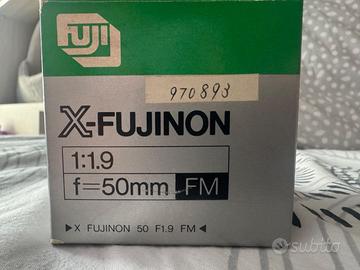 FUJI
970893
X-FUJINON
1:1.9
f=50mm FM
▶X FUJINON 50 F1.9 FM◀
subito